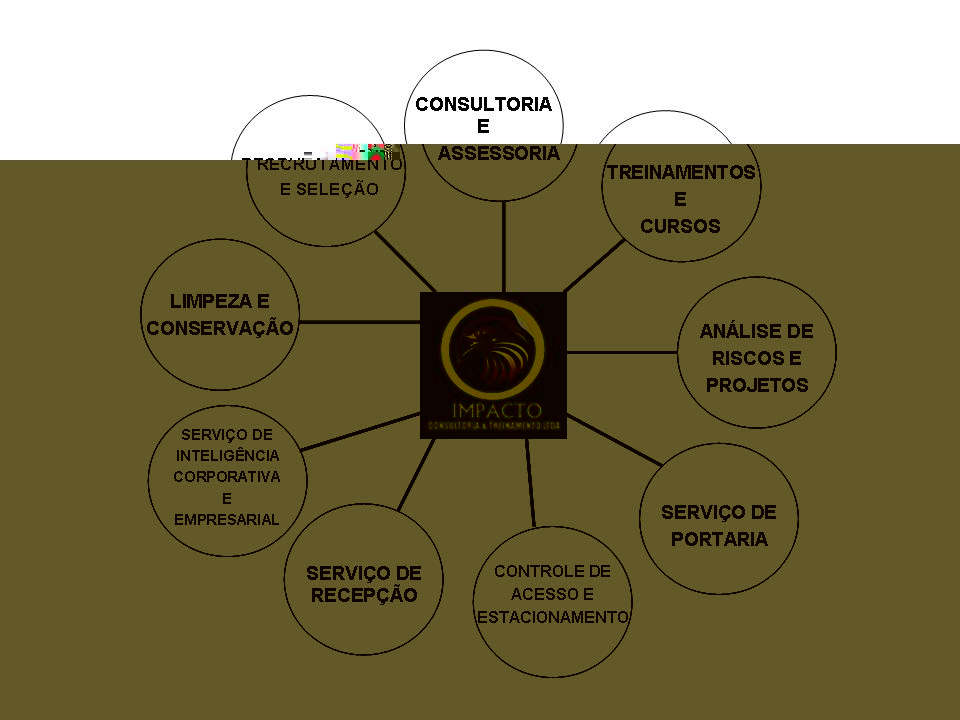 CONSULTORIA
E
ASSESSORIA
RECRUTAMENTO
E SELEÇÃO
TREINAMENTOS
E
CURSOS
LIMPEZA E
CONSERVAÇÃO
ANÁLISE DE
RISCOS E
PROJETOS
IMPACTO
CONSULTORIA & TREINAMENTO LTDA
SERVIÇO DE
INTELIGÊNCIA
CORPORATIVA
E
EMPRESARIAL
SERVIÇO DE
PORTARIA
SERVIÇO DE
RECEPÇÃO
CONTROLE DE
ACESSO E
ESTACIONAMENTO